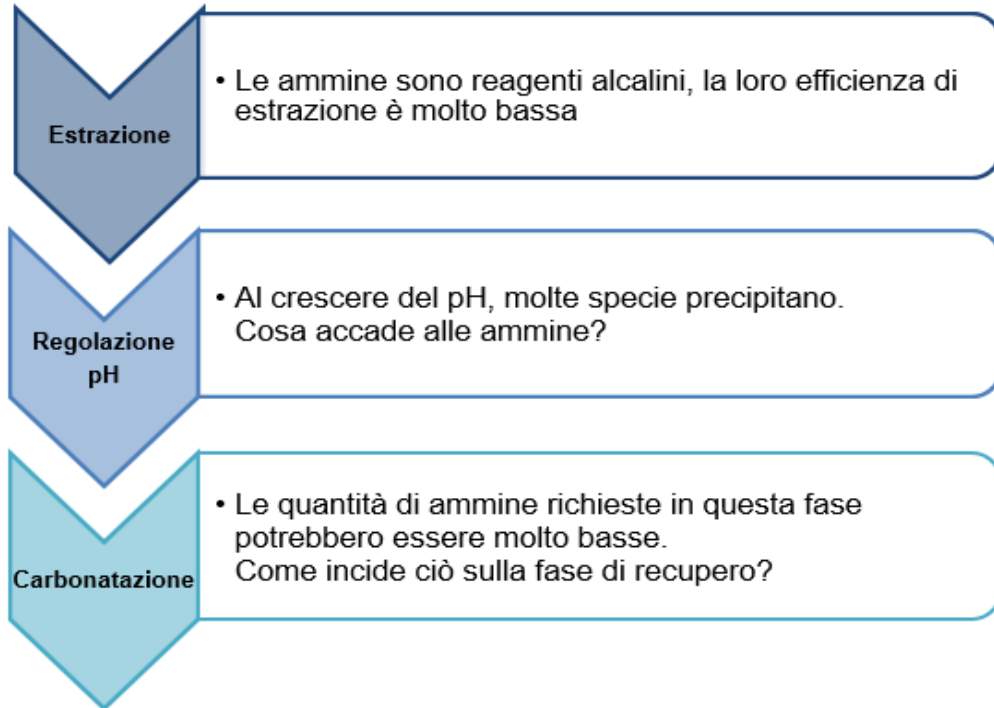 Estrazione
• Le ammine sono reagenti alcalini, la loro efficienza di
estrazione è molto bassa
Regolazione
pH
• Al crescere del pH, molte specie precipitano.
Cosa accade alle ammine?
Carbonatazione
• Le quantità di ammine richieste in questa fase
potrebbero essere molto basse.
Come incide ciò sulla fase di recupero?